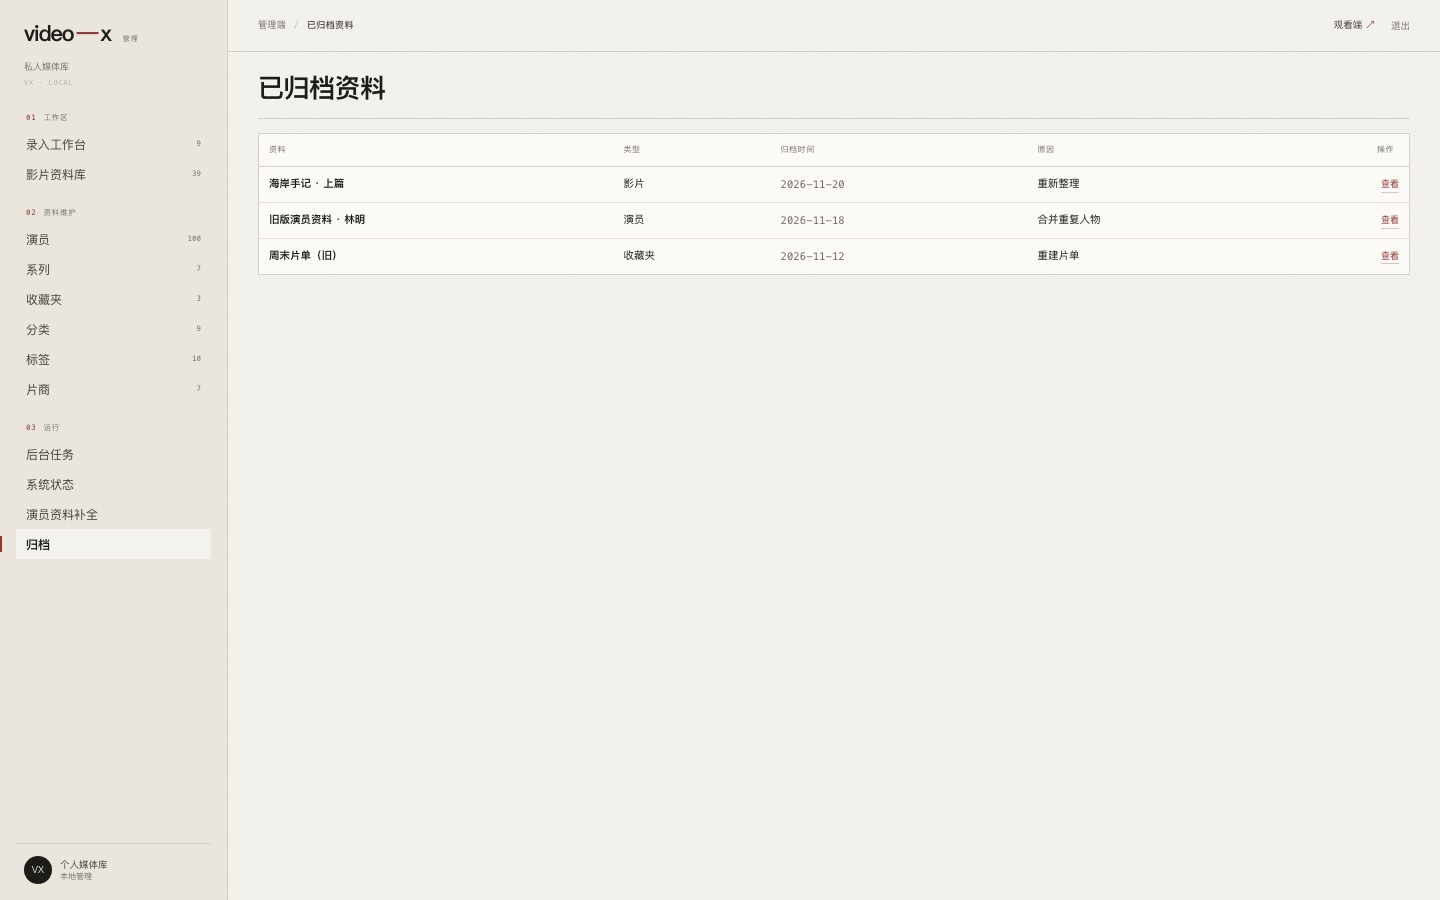 video—x 管理
私人媒体库
VX · LOCAL
01 工作区
录入工作台 9
影片资料库 39
02 资料维护
演员 100
系列 7
收藏夹 3
分类 9
标签 10
片商 7
03 运行
后台任务
系统状态
演员资料补全
归档
VX
个人媒体库
本地管理
管理端 / 已归档资料
观看端 ↗ 退出
已归档资料
资料 类型 归档时间 原因 操作
海岸手记 · 上篇 影片 2026-11-20 重新整理 查看
旧版演员资料 · 林明 演员 2026-11-18 合并重复人物 查看
周末片单（旧） 收藏夹 2026-11-12 重建片单 查看